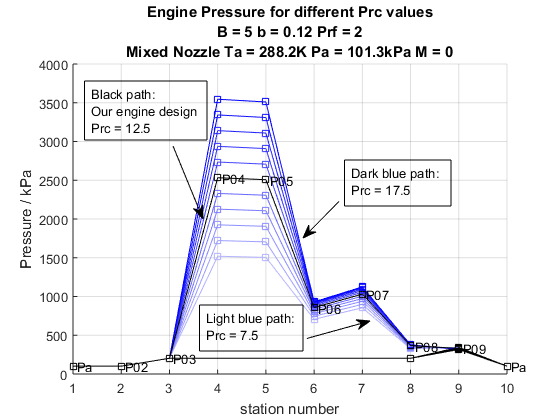 Engine Pressure for different Prc values
B = 5 b = 0.12 Prf = 2
Mixed Nozzle Ta = 288.2K Pa = 101.3kPa M = 0
4000
3500
3000
2500
2000
1500
1000
500
0
Pressure / kPa
Black path:
Our engine design
Prc = 12.5
Dark blue path:
Prc = 17.5
Light blue path:
Prc = 7.5
Pa
P02
P03
P04
P05
P06
P07
P08
P09
Pa
1 2 3 4 5 6 7 8 9 10
station number